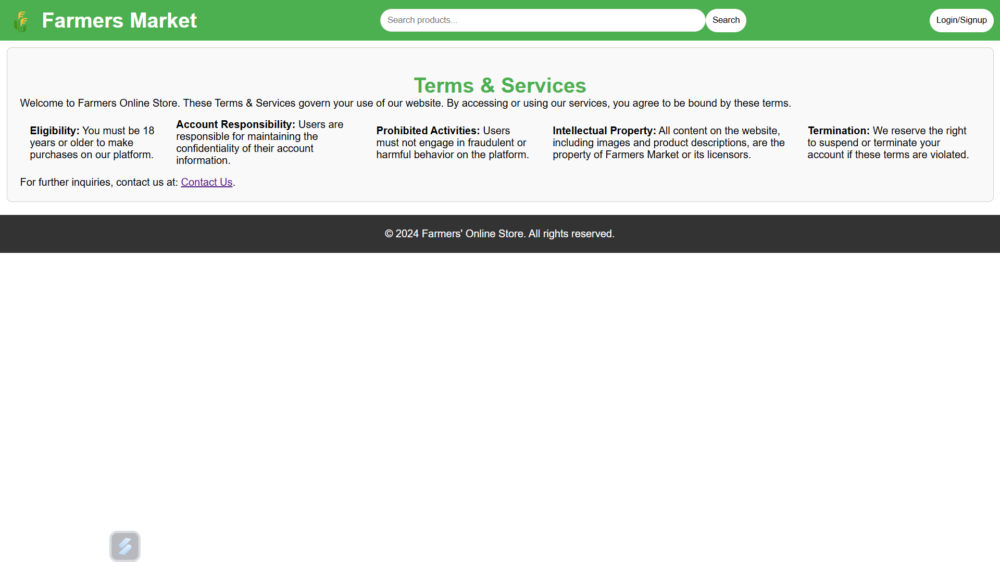 Farmers Market
Search products...
Search
Login/Signup
Terms & Services
Welcome to Farmers Online Store. These Terms & Services govern your use of our website. By accessing or using our services, you agree to be bound by these terms.
Eligibility: You must be 18
years or older to make
purchases on our platform.
Account Responsibility: Users are
responsible for maintaining the
confidentiality of their account
information.
Prohibited Activities: Users
must not engage in fraudulent or
harmful behavior on the platform.
Intellectual Property: All content on the website,
including images and product descriptions, are the
property of Farmers Market or its licensors.
Termination: We reserve the right
to suspend or terminate your
account if these terms are violated.
For further inquiries, contact us at: Contact Us.
© 2024 Farmers' Online Store. All rights reserved.